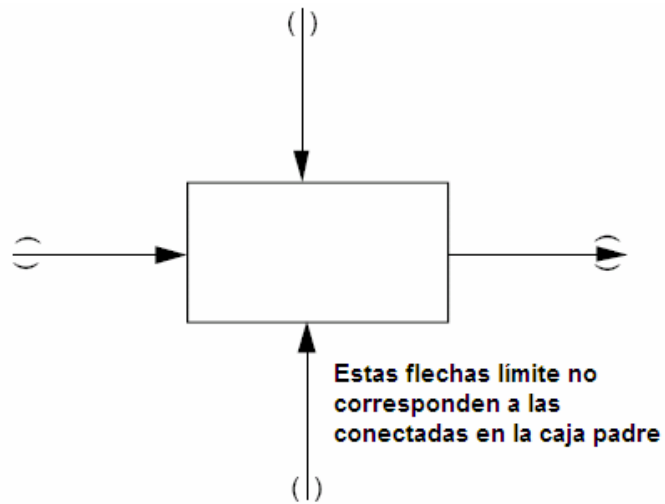 ( )
( )
( )
Estas flechas límite no
corresponden a las
conectadas en la caja padre
( )